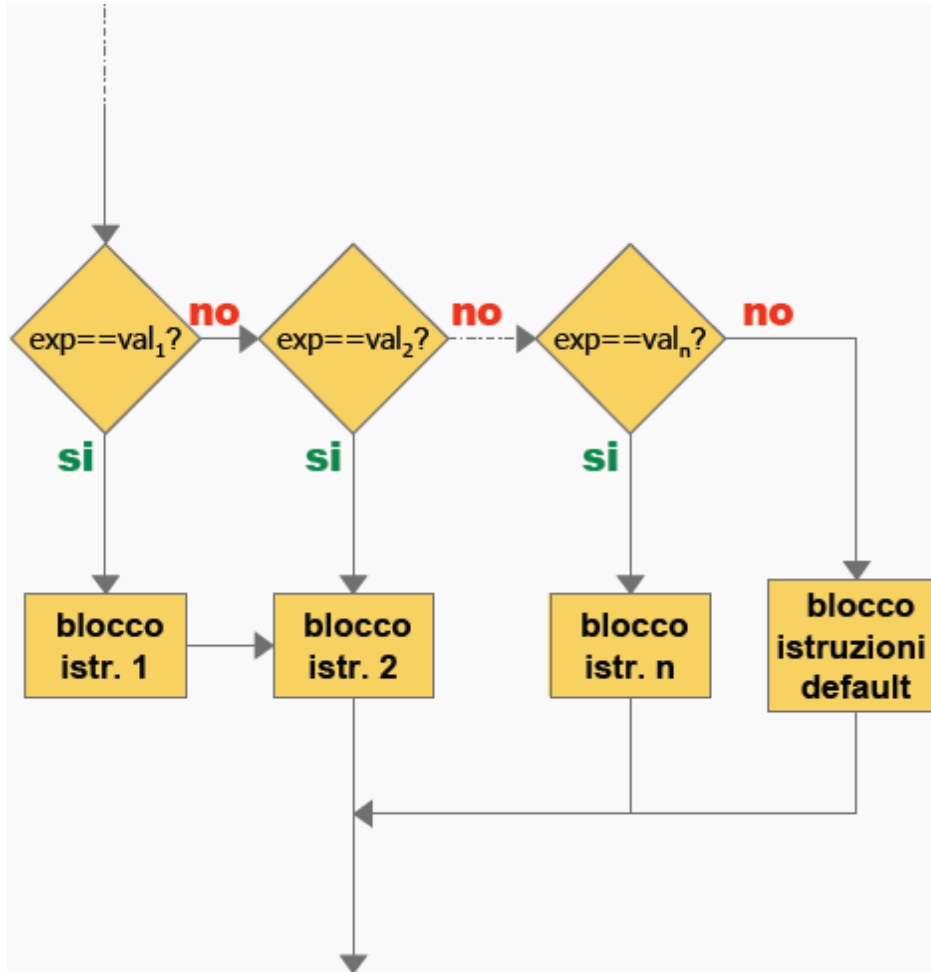 exp==val₁?
no
exp==val₂?
no
exp==valₙ?
no
si
si
si
blocco
istr. 1
blocco
istr. 2
blocco
istr. n
blocco
istruzioni
default